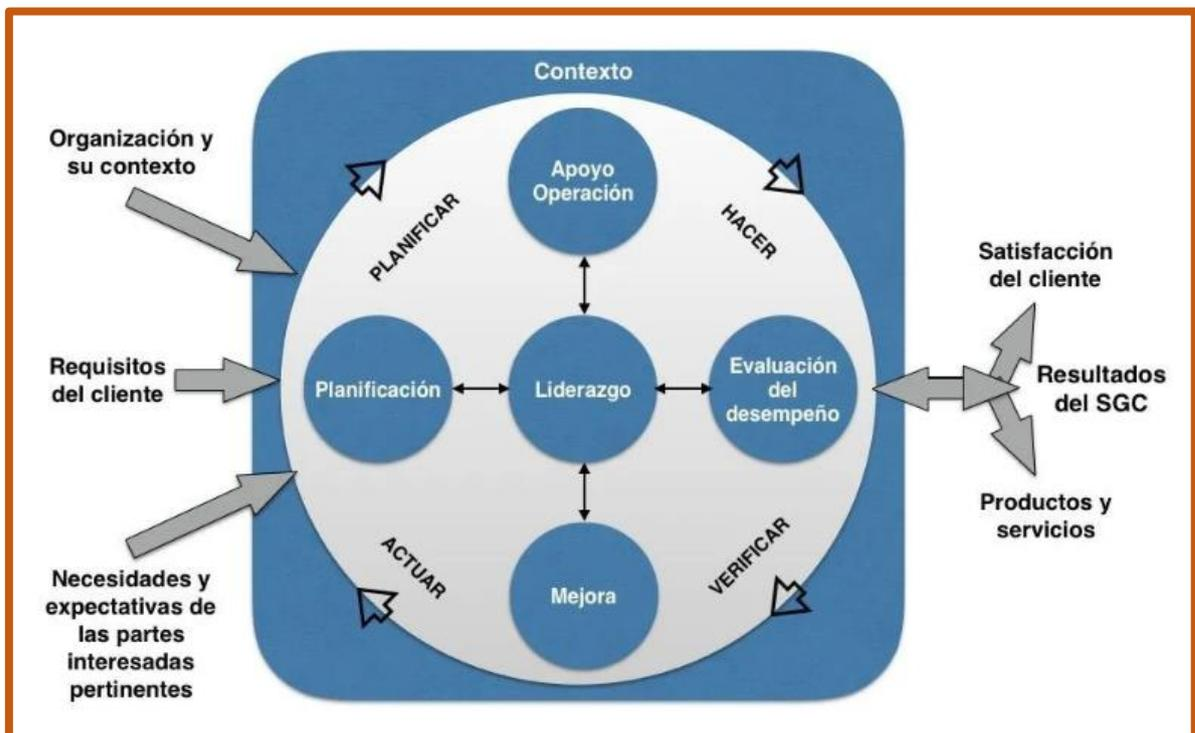 Contexto
Organización y
su contexto
Apoyo
Operación
PLANIFICAR
HACER
Satisfacción
del cliente
Requisitos
del cliente
Planificación
Liderazgo
Evaluación
del
desempeño
Resultados
del SGC
Productos y
servicios
ACTUAR
VERIFICAR
Mejora
Necesidades y
expectativas de
las partes
interesadas
pertinentes